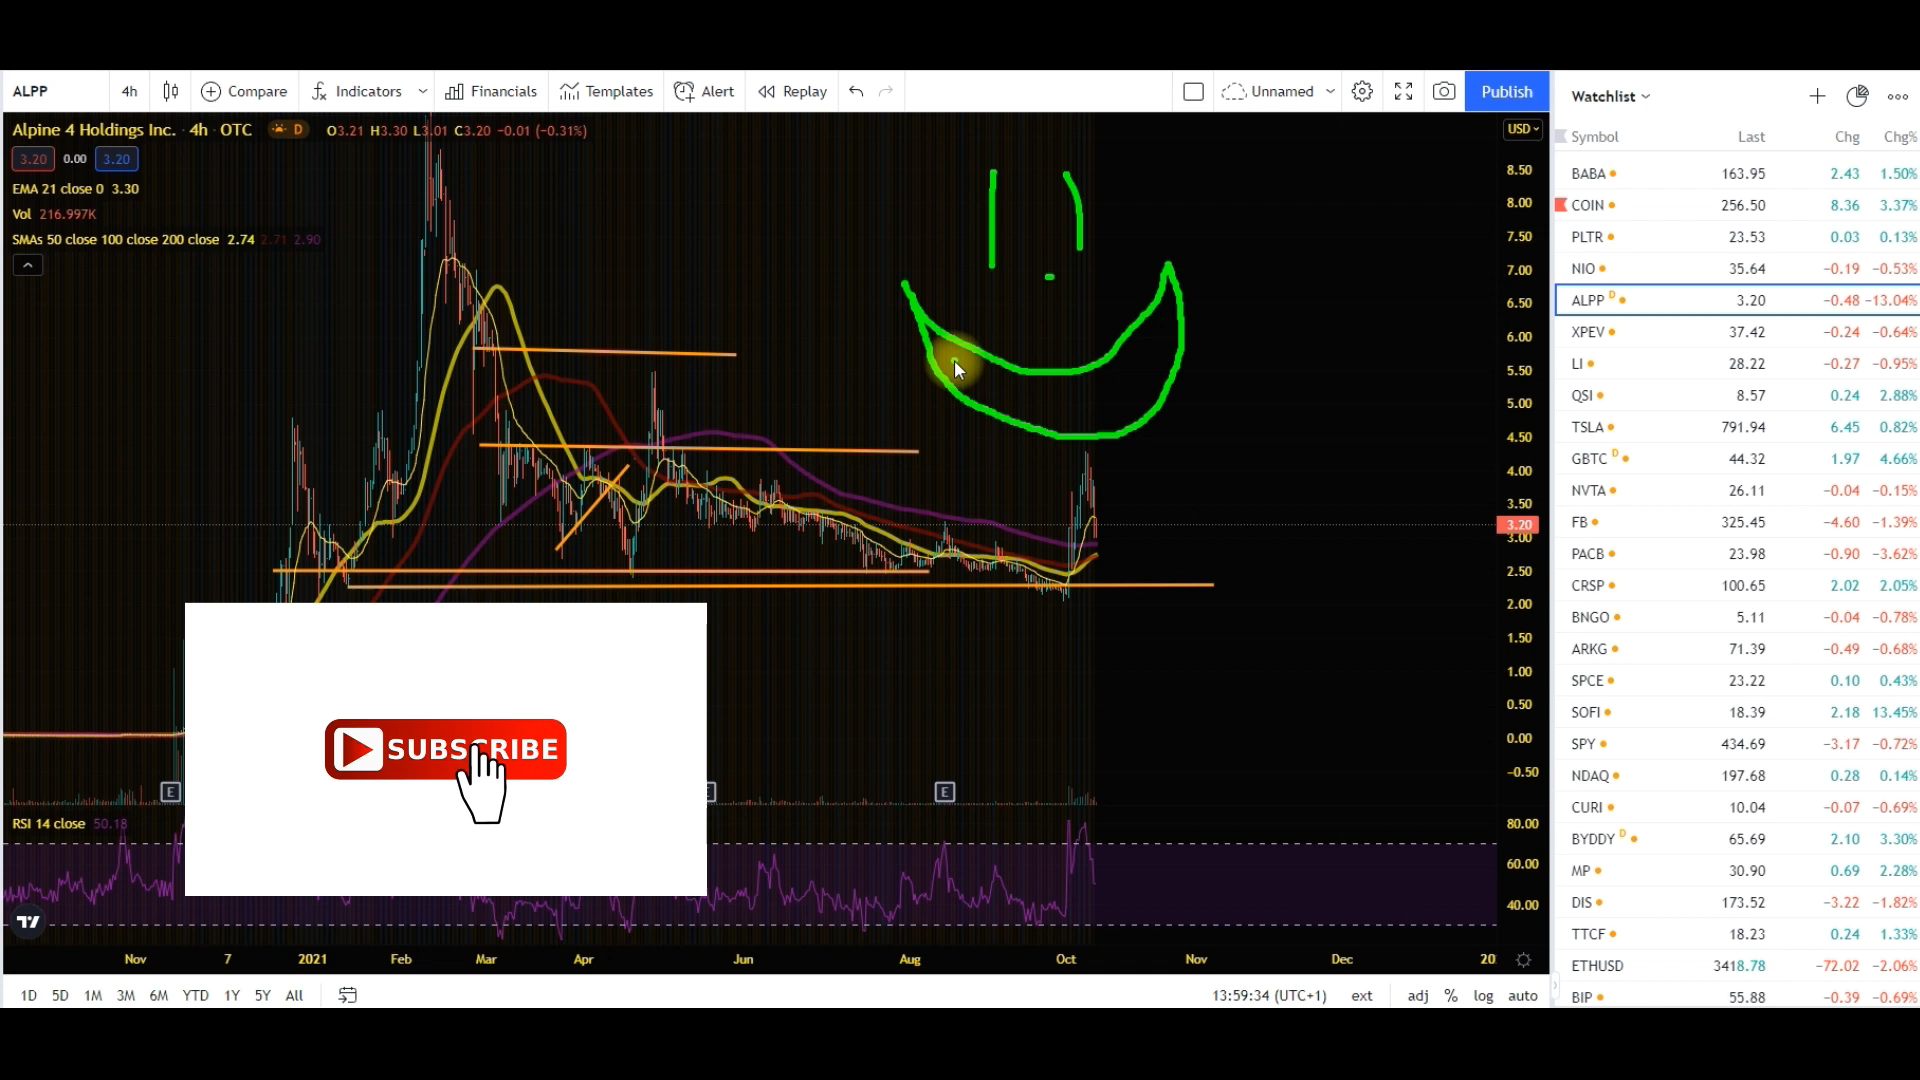 ALPP 4h Compare Indicators Financials Templates Alert Replay Unnamed Publish
Alpine 4 Holdings Inc. · 4h · OTC D O3.21 H3.30 L3.01 C3.20 −0.01 (−0.31%)
3.20 0.00 3.20
EMA 21 close 0 3.30
Vol 216.997K
SMAs 50 close 100 close 200 close 2.74 2.71 2.90
USD
8.50
8.00
7.50
7.00
6.50
6.00
5.50
5.00
4.50
4.00
3.50
3.20
3.00
2.50
2.00
1.50
1.00
0.50
0.00
−0.50
SUBSCRIBE
E E E
RSI 14 close 50.18
80.00
60.00
40.00
Nov 7 2021 Feb Mar Apr Jun Aug Oct Nov Dec 20
1D 5D 1M 3M 6M YTD 1Y 5Y All 13:59:34 (UTC+1) ext adj % log auto
Watchlist
Symbol Last Chg Chg%
BABA 163.95 2.43 1.50%
COIN 256.50 8.36 3.37%
PLTR 23.53 0.03 0.13%
NIO 35.64 −0.19 −0.53%
ALPP D 3.20 −0.48 −13.04%
XPEV 37.42 −0.24 −0.64%
LI 28.22 −0.27 −0.95%
QSI 8.57 0.24 2.88%
TSLA 791.94 6.45 0.82%
GBTC D 44.32 1.97 4.66%
NVTA 26.11 −0.04 −0.15%
FB 325.45 −4.60 −1.39%
PACB 23.98 −0.90 −3.62%
CRSP 100.65 2.02 2.05%
BNGO 5.11 −0.04 −0.78%
ARKG 71.39 −0.49 −0.68%
SPCE 23.22 0.10 0.43%
SOFI 18.39 2.18 13.45%
SPY 434.69 −3.17 −0.72%
NDAQ 197.68 0.28 0.14%
CURI 10.04 −0.07 −0.69%
BYDDY D 65.69 2.10 3.30%
MP 30.90 0.69 2.28%
DIS 173.52 −3.22 −1.82%
TTCF 18.23 0.24 1.33%
ETHUSD 3418.78 −72.02 −2.06%
BIP 55.88 −0.39 −0.69%